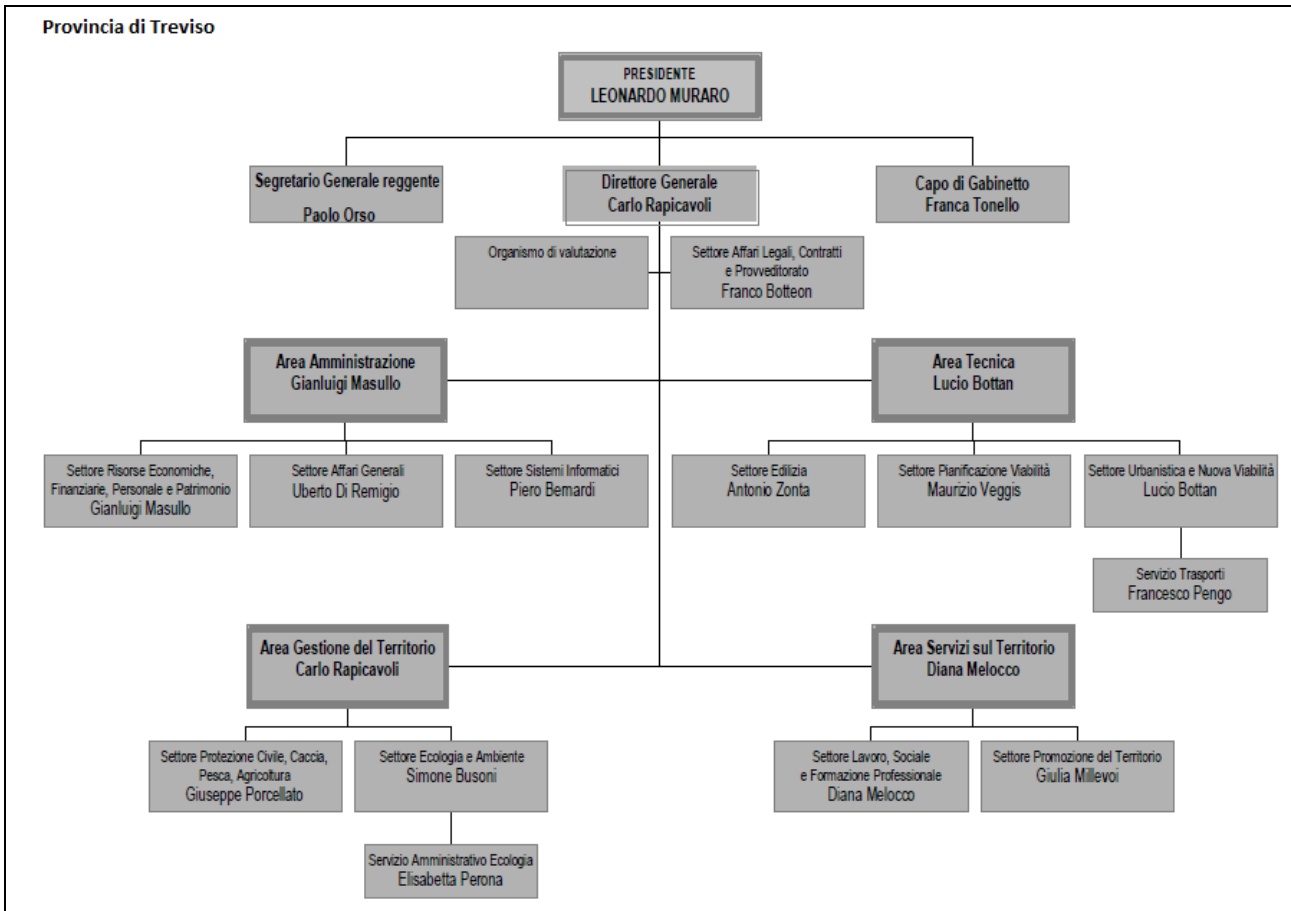 Provincia di Treviso
PRESIDENTE
LEONARDO MURARO
Segretario Generale reggente
Paolo Orso
Direttore Generale
Carlo Rapicavoli
Capo di Gabinetto
Franca Tonello
Organismo di valutazione
Settore Affari Legali, Contratti
e Provveditorato
Franco Botteon
Area Amministrazione
Gianluigi Masullo
Area Tecnica
Lucio Bottan
Settore Risorse Economiche,
Finanziarie, Personale e Patrimonio
Gianluigi Masullo
Settore Affari Generali
Uberto Di Remigio
Settore Sistemi Informatici
Piero Bernardi
Settore Edilizia
Antonio Zonta
Settore Pianificazione Viabilità
Maurizio Veggis
Settore Urbanistica e Nuova Viabilità
Lucio Bottan
Servizio Trasporti
Francesco Pengo
Area Gestione del Territorio
Carlo Rapicavoli
Area Servizi sul Territorio
Diana Melocco
Settore Protezione Civile, Caccia,
Pesca, Agricoltura
Giuseppe Porcellato
Settore Ecologia e Ambiente
Simone Busoni
Settore Lavoro, Sociale
e Formazione Professionale
Diana Melocco
Settore Promozione del Territorio
Giulia Millevoi
Servizio Amministrativo Ecologia
Elisabetta Perona